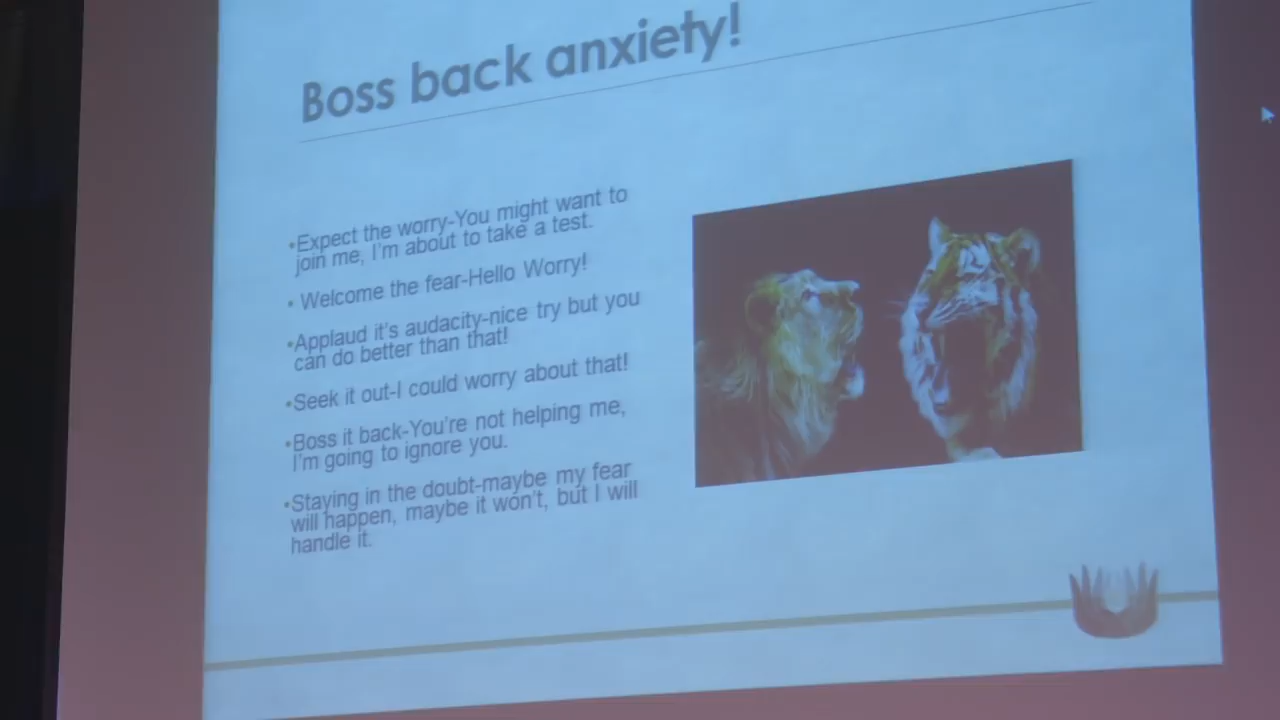 Boss back anxiety!
•Expect the worry-You might want to
join me, I'm about to take a test.
• Welcome the fear-Hello Worry!
•Applaud it's audacity-nice try but you
can do better than that!
•Seek it out-I could worry about that!
•Boss it back-You're not helping me,
I'm going to ignore you.
•Staying in the doubt-maybe my fear
will happen, maybe it won't, but I will
handle it.